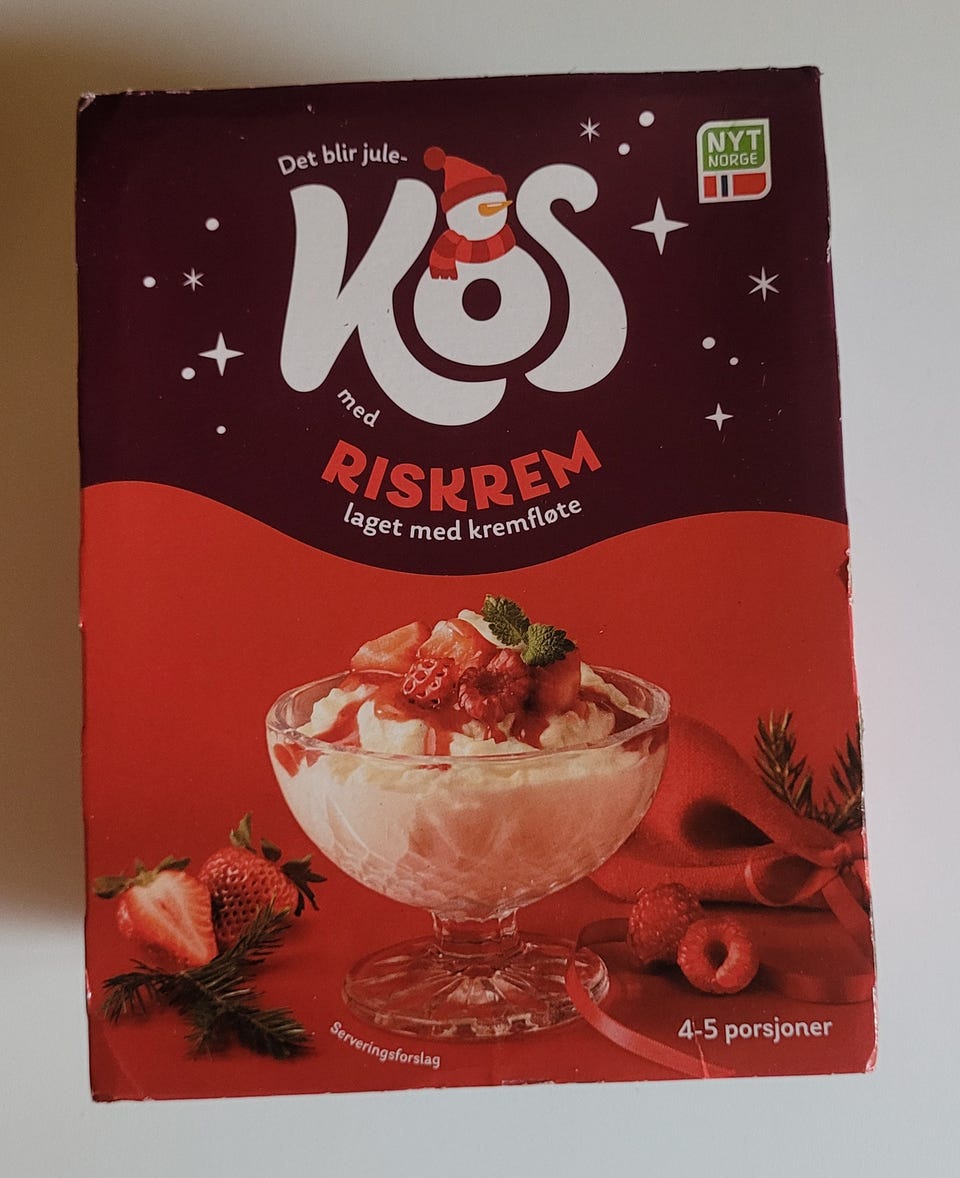 Det blir jule-
KOS
NYT
NORGE
med
RISKREM
laget med kremfløte
4-5 porsjoner
Serveringsforslag